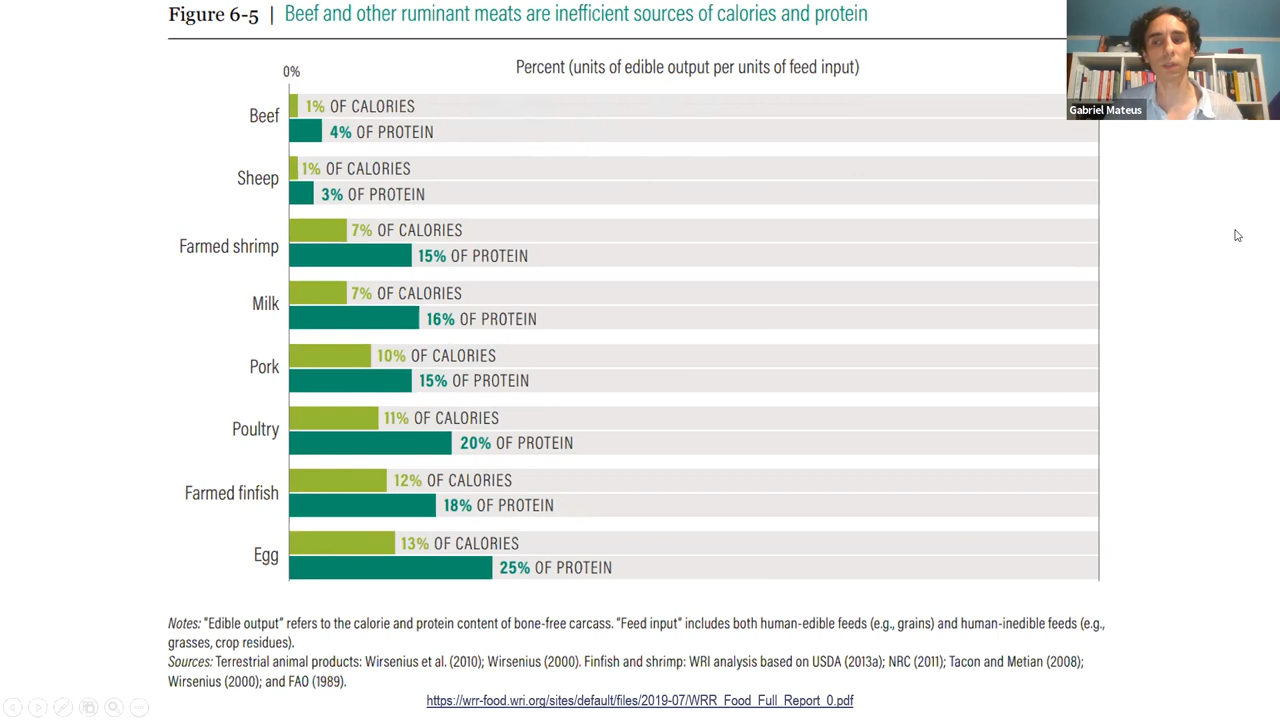 Figure 6-5 | Beef and other ruminant meats are inefficient sources of calories and protein
0% Percent (units of edible output per units of feed input)
Gabriel Mateus
Beef
1% OF CALORIES
4% OF PROTEIN
Sheep
1% OF CALORIES
3% OF PROTEIN
Farmed shrimp
7% OF CALORIES
15% OF PROTEIN
Milk
7% OF CALORIES
16% OF PROTEIN
Pork
10% OF CALORIES
15% OF PROTEIN
Poultry
11% OF CALORIES
20% OF PROTEIN
Farmed finfish
12% OF CALORIES
18% OF PROTEIN
Egg
13% OF CALORIES
25% OF PROTEIN
Notes: "Edible output" refers to the calorie and protein content of bone-free carcass. "Feed input" includes both human-edible feeds (e.g., grains) and human-inedible feeds (e.g.,
grasses, crop residues).
Sources: Terrestrial animal products: Wirsenius et al. (2010); Wirsenius (2000). Finfish and shrimp: WRI analysis based on USDA (2013a); NRC (2011); Tacon and Metian (2008);
Wirsenius (2000); and FAO (1989).
https://wrr-food.wri.org/sites/default/files/2019-07/WRR_Food_Full_Report_0.pdf